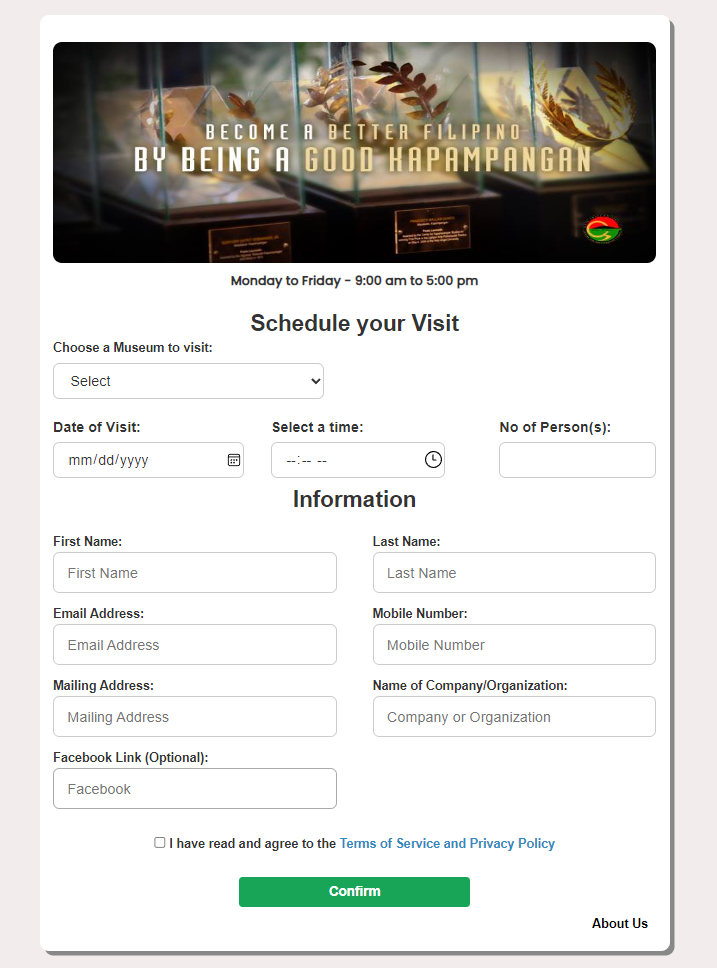 BECOME A BETTER FILIPINO
BY BEING A GOOD KAPAMPANGAN
Monday to Friday - 9:00 am to 5:00 pm
Schedule your Visit
Choose a Museum to visit:
Select
Date of Visit: Select a time: No of Person(s):
mm/dd/yyyy --:-- --
Information
First Name: Last Name:
First Name Last Name
Email Address: Mobile Number:
Email Address Mobile Number
Mailing Address: Name of Company/Organization:
Mailing Address Company or Organization
Facebook Link (Optional):
Facebook
I have read and agree to the Terms of Service and Privacy Policy
Confirm
About Us